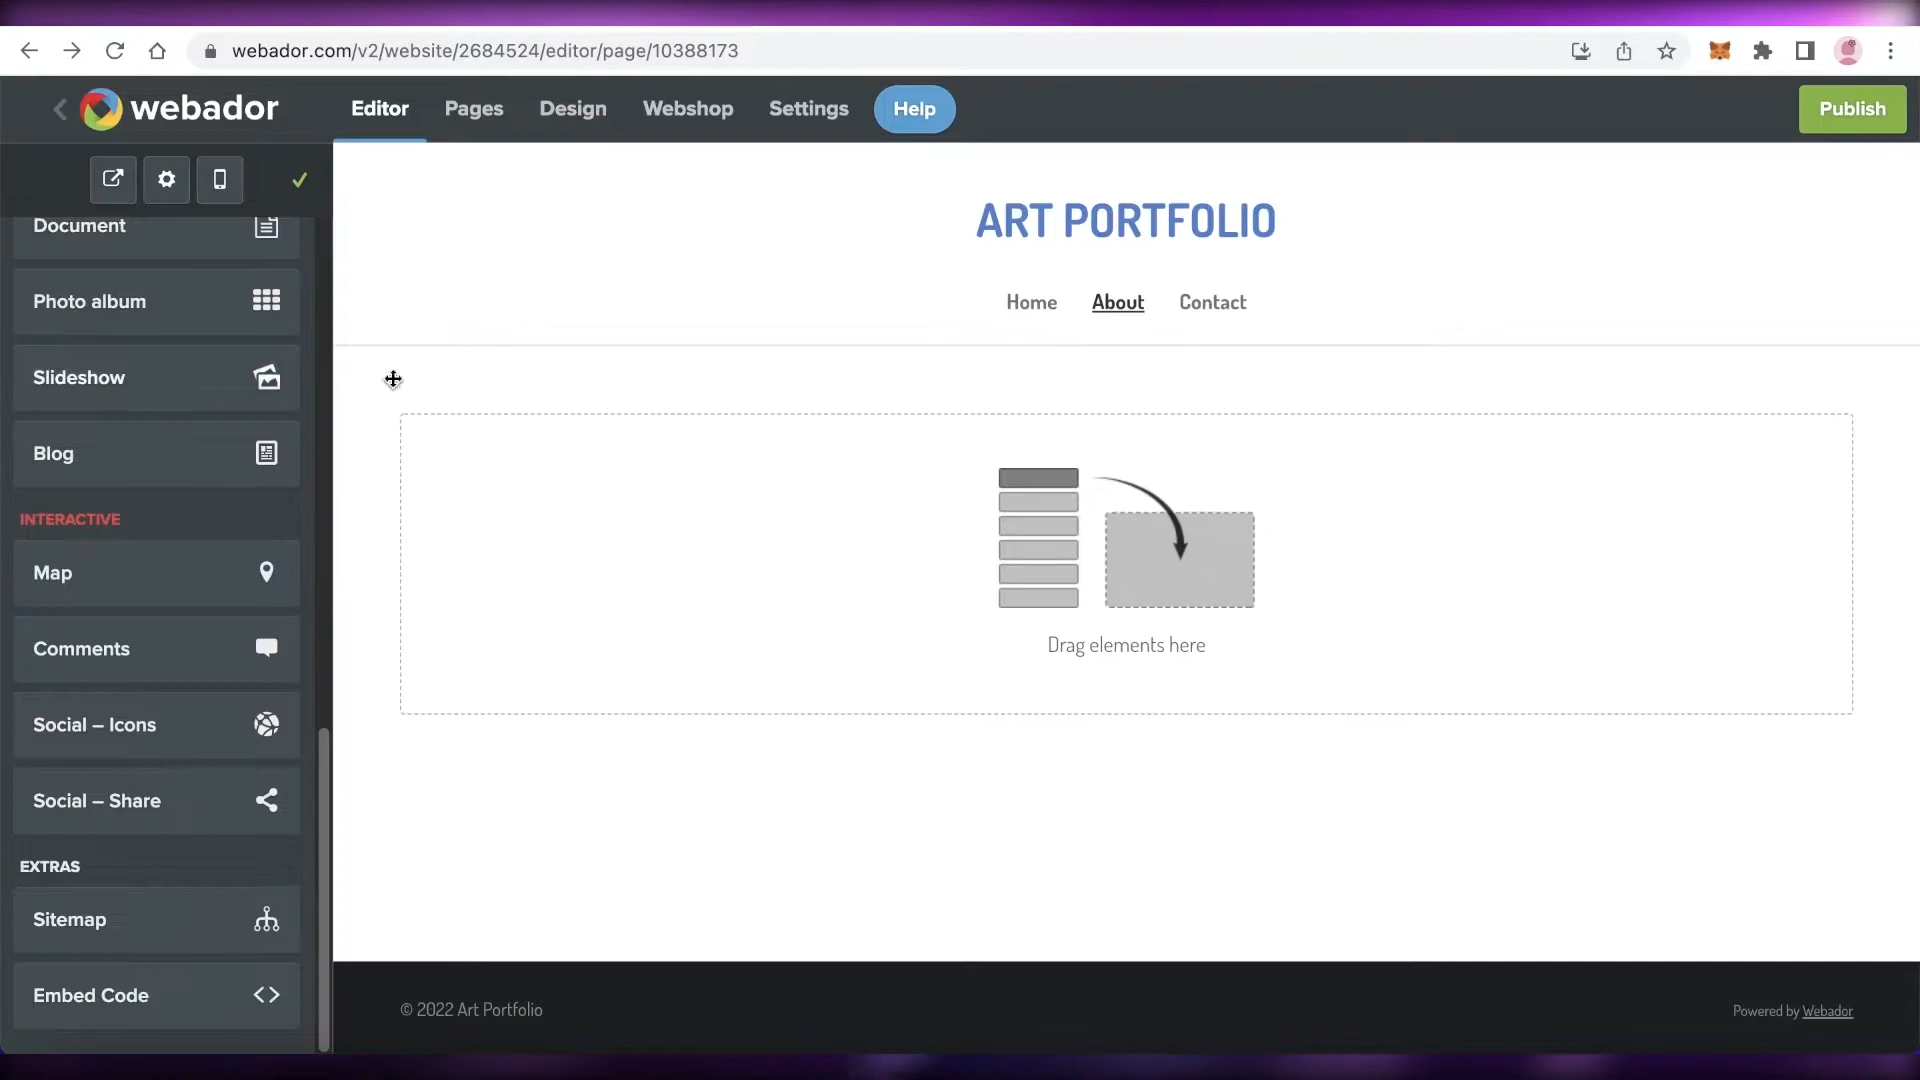 webador.com/v2/website/2684524/editor/page/10388173
webador
Editor
Pages
Design
Webshop
Settings
Help
Publish
Document
Photo album
Slideshow
Blog
INTERACTIVE
Map
Comments
Social – Icons
Social – Share
EXTRAS
Sitemap
Embed Code
ART PORTFOLIO
Home
About
Contact
Drag elements here
© 2022 Art Portfolio
Powered by Webador